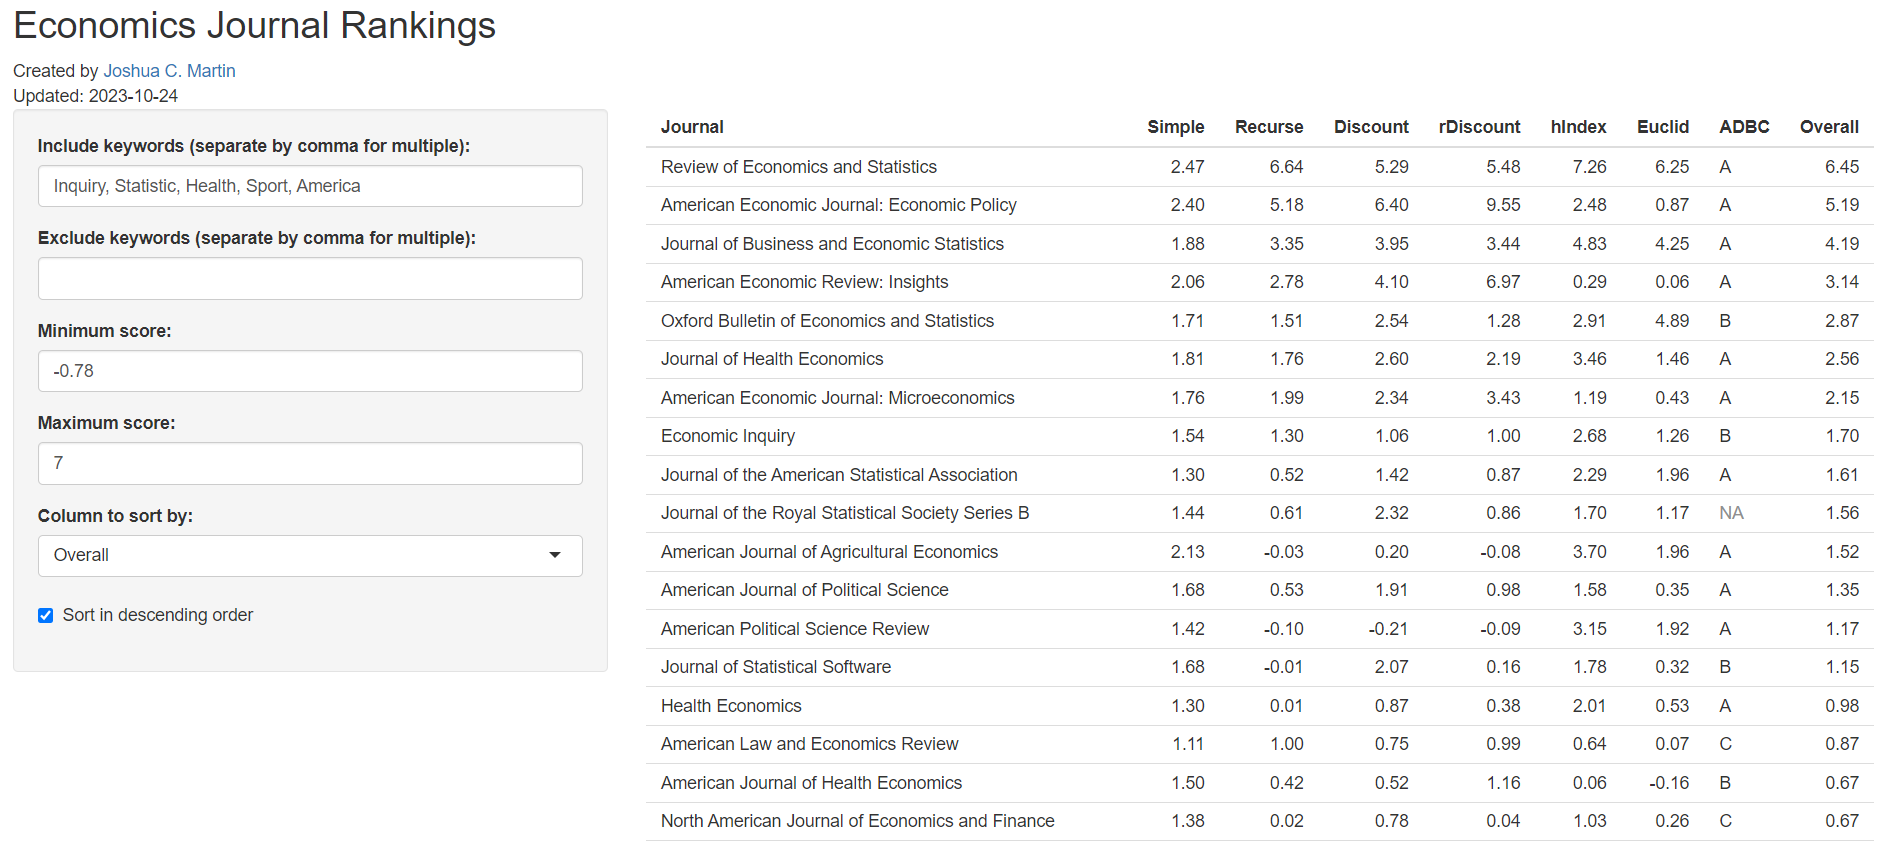 Economics Journal Rankings
Created by Joshua C. Martin
Updated: 2023-10-24
Include keywords (separate by comma for multiple):
Inquiry, Statistic, Health, Sport, America
Exclude keywords (separate by comma for multiple):
Minimum score:
-0.78
Maximum score:
7
Column to sort by:
Overall
Sort in descending order
Journal Simple Recurse Discount rDiscount hIndex Euclid ADBC Overall
Review of Economics and Statistics 2.47 6.64 5.29 5.48 7.26 6.25 A 6.45
American Economic Journal: Economic Policy 2.40 5.18 6.40 9.55 2.48 0.87 A 5.19
Journal of Business and Economic Statistics 1.88 3.35 3.95 3.44 4.83 4.25 A 4.19
American Economic Review: Insights 2.06 2.78 4.10 6.97 0.29 0.06 A 3.14
Oxford Bulletin of Economics and Statistics 1.71 1.51 2.54 1.28 2.91 4.89 B 2.87
Journal of Health Economics 1.81 1.76 2.60 2.19 3.46 1.46 A 2.56
American Economic Journal: Microeconomics 1.76 1.99 2.34 3.43 1.19 0.43 A 2.15
Economic Inquiry 1.54 1.30 1.06 1.00 2.68 1.26 B 1.70
Journal of the American Statistical Association 1.30 0.52 1.42 0.87 2.29 1.96 A 1.61
Journal of the Royal Statistical Society Series B 1.44 0.61 2.32 0.86 1.70 1.17 NA 1.56
American Journal of Agricultural Economics 2.13 -0.03 0.20 -0.08 3.70 1.96 A 1.52
American Journal of Political Science 1.68 0.53 1.91 0.98 1.58 0.35 A 1.35
American Political Science Review 1.42 -0.10 -0.21 -0.09 3.15 1.92 A 1.17
Journal of Statistical Software 1.68 -0.01 2.07 0.16 1.78 0.32 B 1.15
Health Economics 1.30 0.01 0.87 0.38 2.01 0.53 A 0.98
American Law and Economics Review 1.11 1.00 0.75 0.99 0.64 0.07 C 0.87
American Journal of Health Economics 1.50 0.42 0.52 1.16 0.06 -0.16 B 0.67
North American Journal of Economics and Finance 1.38 0.02 0.78 0.04 1.03 0.26 C 0.67